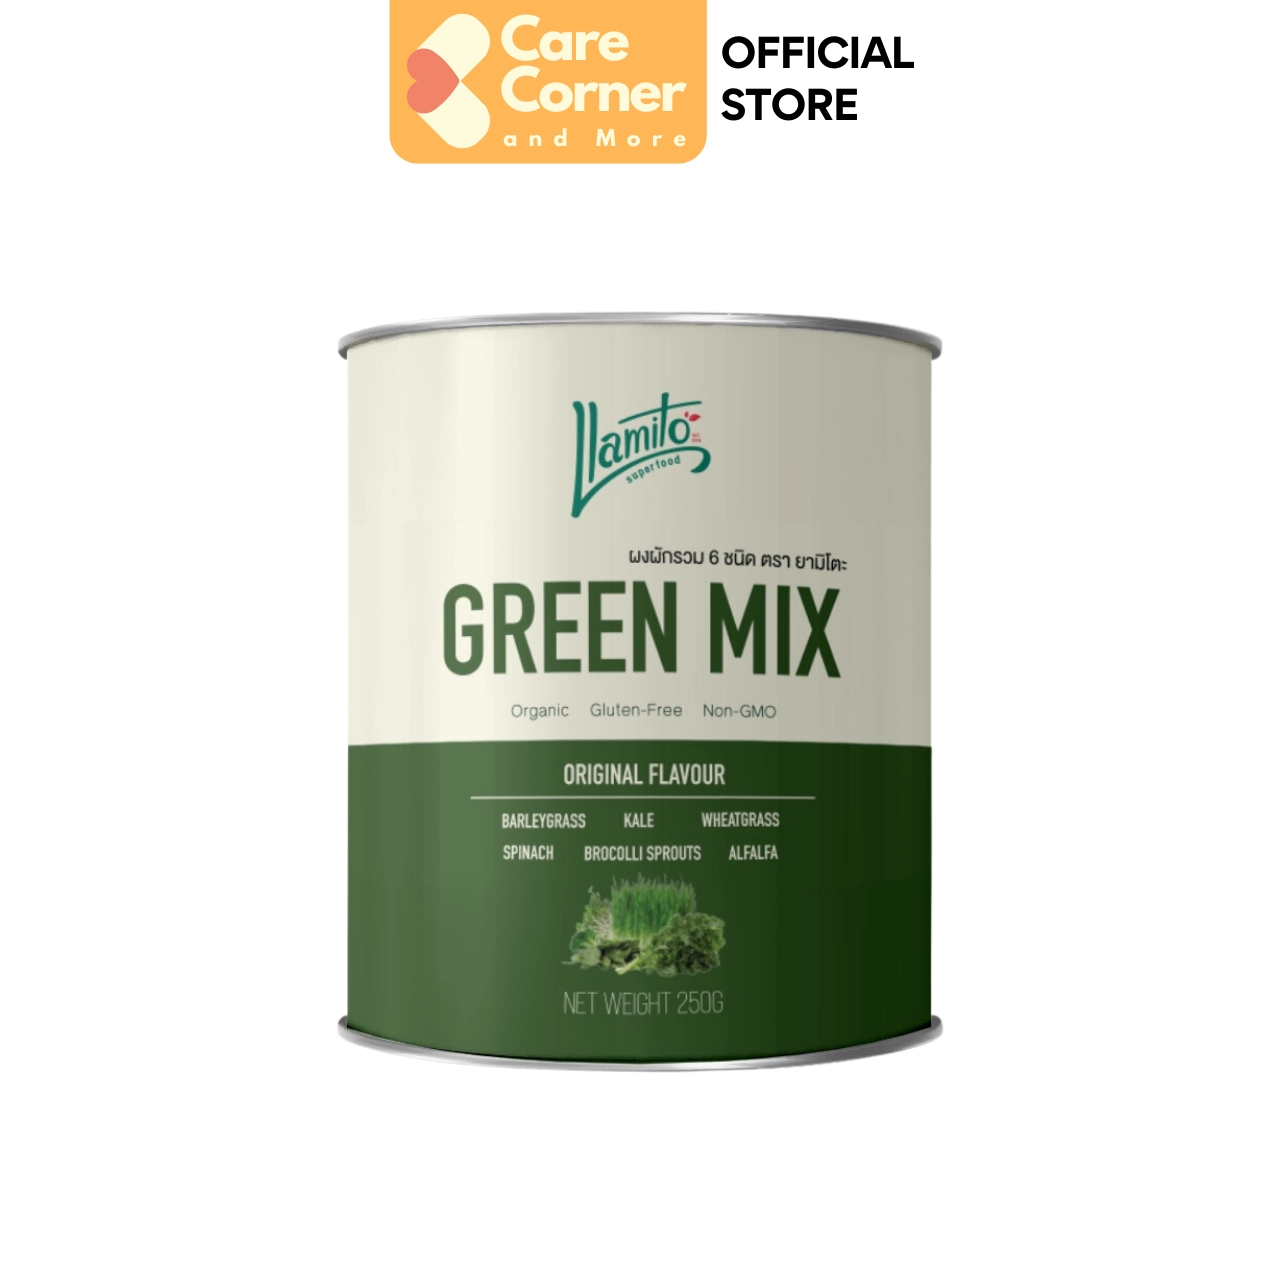 Care
Corner
and More
OFFICIAL
STORE
llamito
superfood
ผงผักรวม 6 ชนิด ตรา ยามิโตะ
GREEN MIX
Organic Gluten-Free Non-GMO
ORIGINAL FLAVOUR
BARLEYGRASS KALE WHEATGRASS
SPINACH BROCOLLI SPROUTS ALFALFA
NET WEIGHT 250G